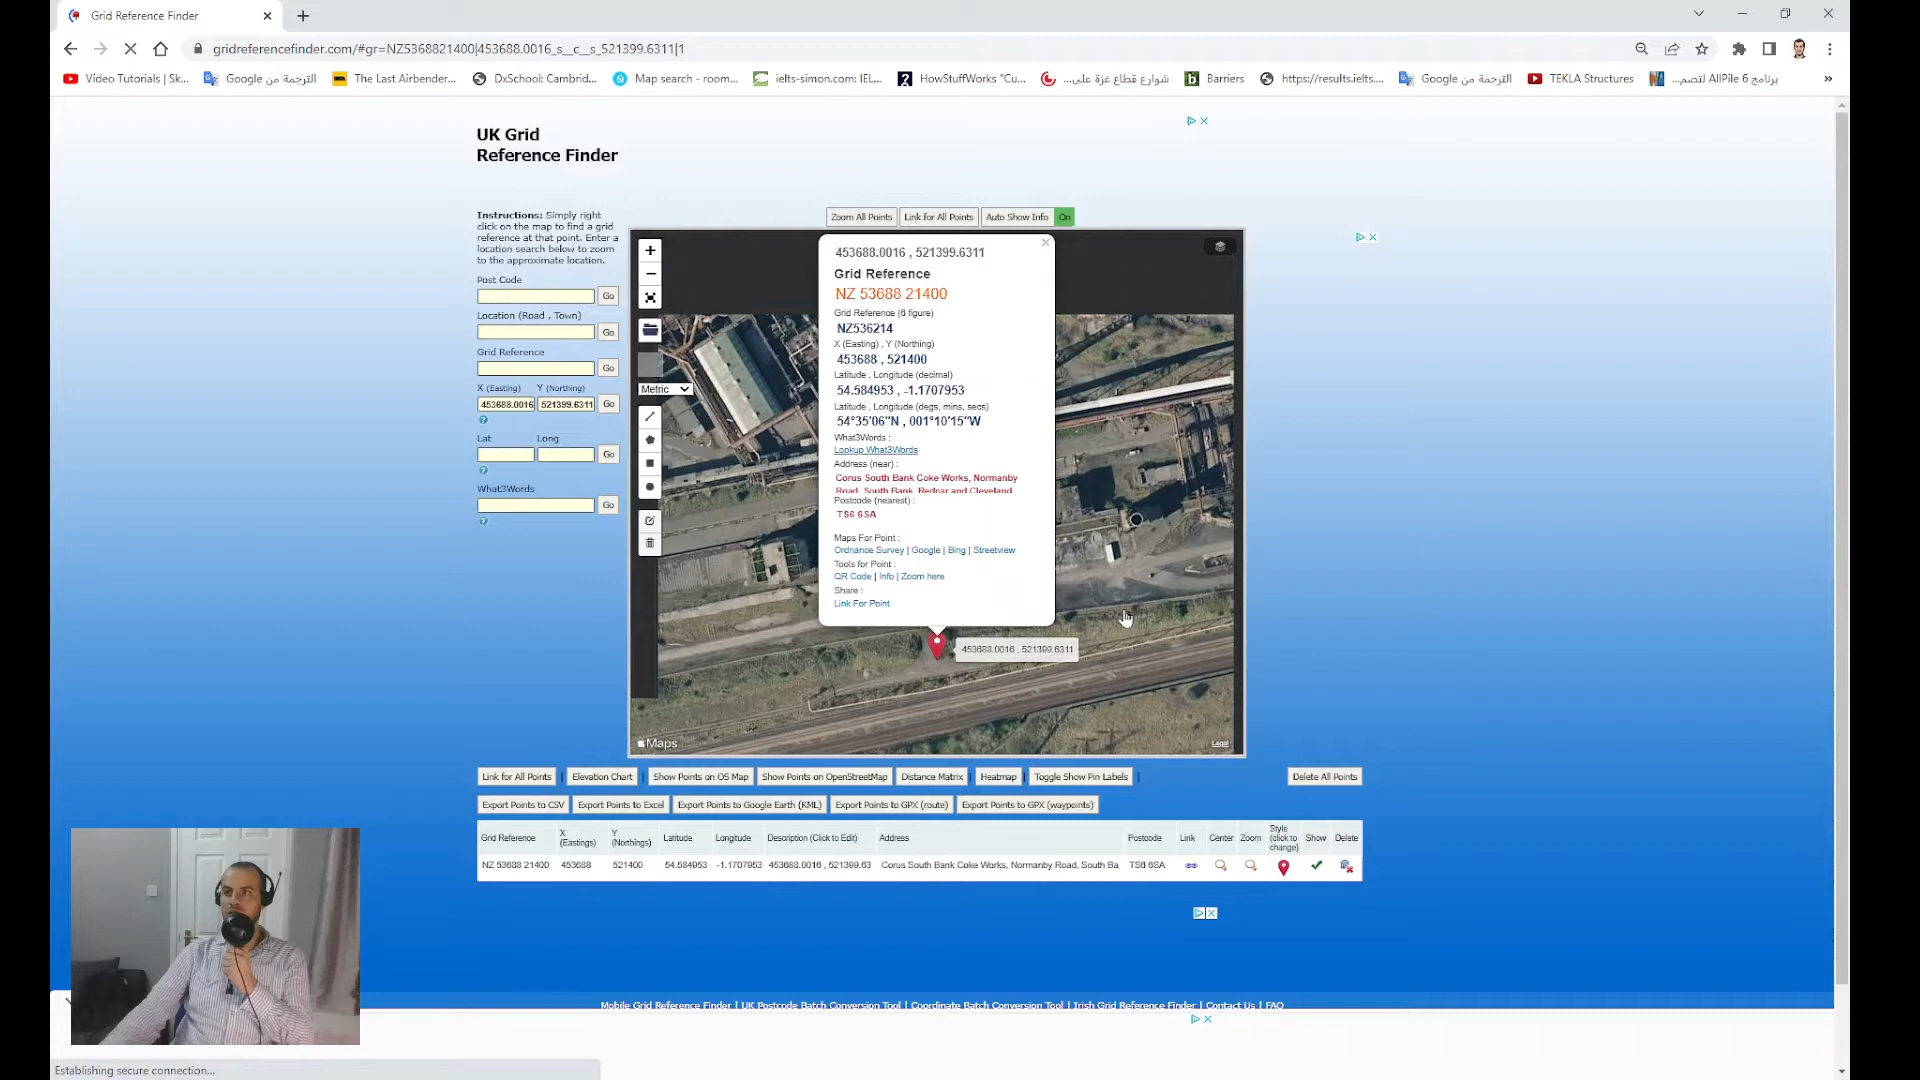 Grid Reference Finder
gridreferencefinder.com/#gr=NZ5368821400|453688.0016_s__c__s_521399.6311|1
Video Tutorials | Sk...
Google الترجمة من
The Last Airbender...
DxSchool: Cambrid...
Map search - room...
ielts-simon.com: IEL...
HowStuffWorks "Cu...
شوارع قطاع غزة على...
Barriers
https://results.ielts....
Google الترجمة من
TEKLA Structures
برنامج AllPile 6 لتصم...
»
UK Grid
Reference Finder
Instructions: Simply right
click on the map to find a grid
reference at that point. Enter a
location search below to zoom
to the approximate location.
Post Code
Go
Location (Road , Town)
Go
Grid Reference
Go
X (Easting) Y (Northing)
453688.0016 521399.6311 Go
?
Lat Long
Go
?
What3Words
Go
?
Zoom All Points Link for All Points Auto Show Info On
+
−
Metric
453688.0016 , 521399.6311
Grid Reference
NZ 53688 21400
Grid Reference (6 figure)
NZ536214
X (Easting) , Y (Northing)
453688 , 521400
Latitude , Longitude (decimal)
54.584953 , -1.1707953
Latitude , Longitude (degs, mins, secs)
54°35′06″N , 001°10′15″W
What3Words :
Lookup What3Words
Address (near) :
Corus South Bank Coke Works, Normanby
Road, South Bank, Redcar and Cleveland,
Postcode (nearest) :
TS6 6SA
Maps For Point :
Ordnance Survey | Google | Bing | Streetview
Tools for Point :
QR Code | Info | Zoom here
Share :
Link For Point
453688.0016 , 521399.6311
Maps
Legal
Link for All Points | Elevation Chart | Show Points on OS Map Show Points on OpenStreetMap Distance Matrix | Heatmap | Toggle Show Pin Labels | Delete All Points
Export Points to CSV Export Points to Excel Export Points to Google Earth (KML) Export Points to GPX (route) Export Points to GPX (waypoints)
Grid Reference X (Eastings) Y (Northings) Latitude Longitude Description (Click to Edit) Address Postcode Link Center Zoom Style (click to change) Show Delete
NZ 53688 21400 453688 521400 54.584953 -1.1707953 453688.0016 , 521399.63 Corus South Bank Coke Works, Normanby Road, South Ba TS6 6SA
Mobile Grid Reference Finder | UK Postcode Batch Conversion Tool | Coordinate Batch Conversion Tool | Irish Grid Reference Finder | Contact Us | FAQ
Establishing secure connection...